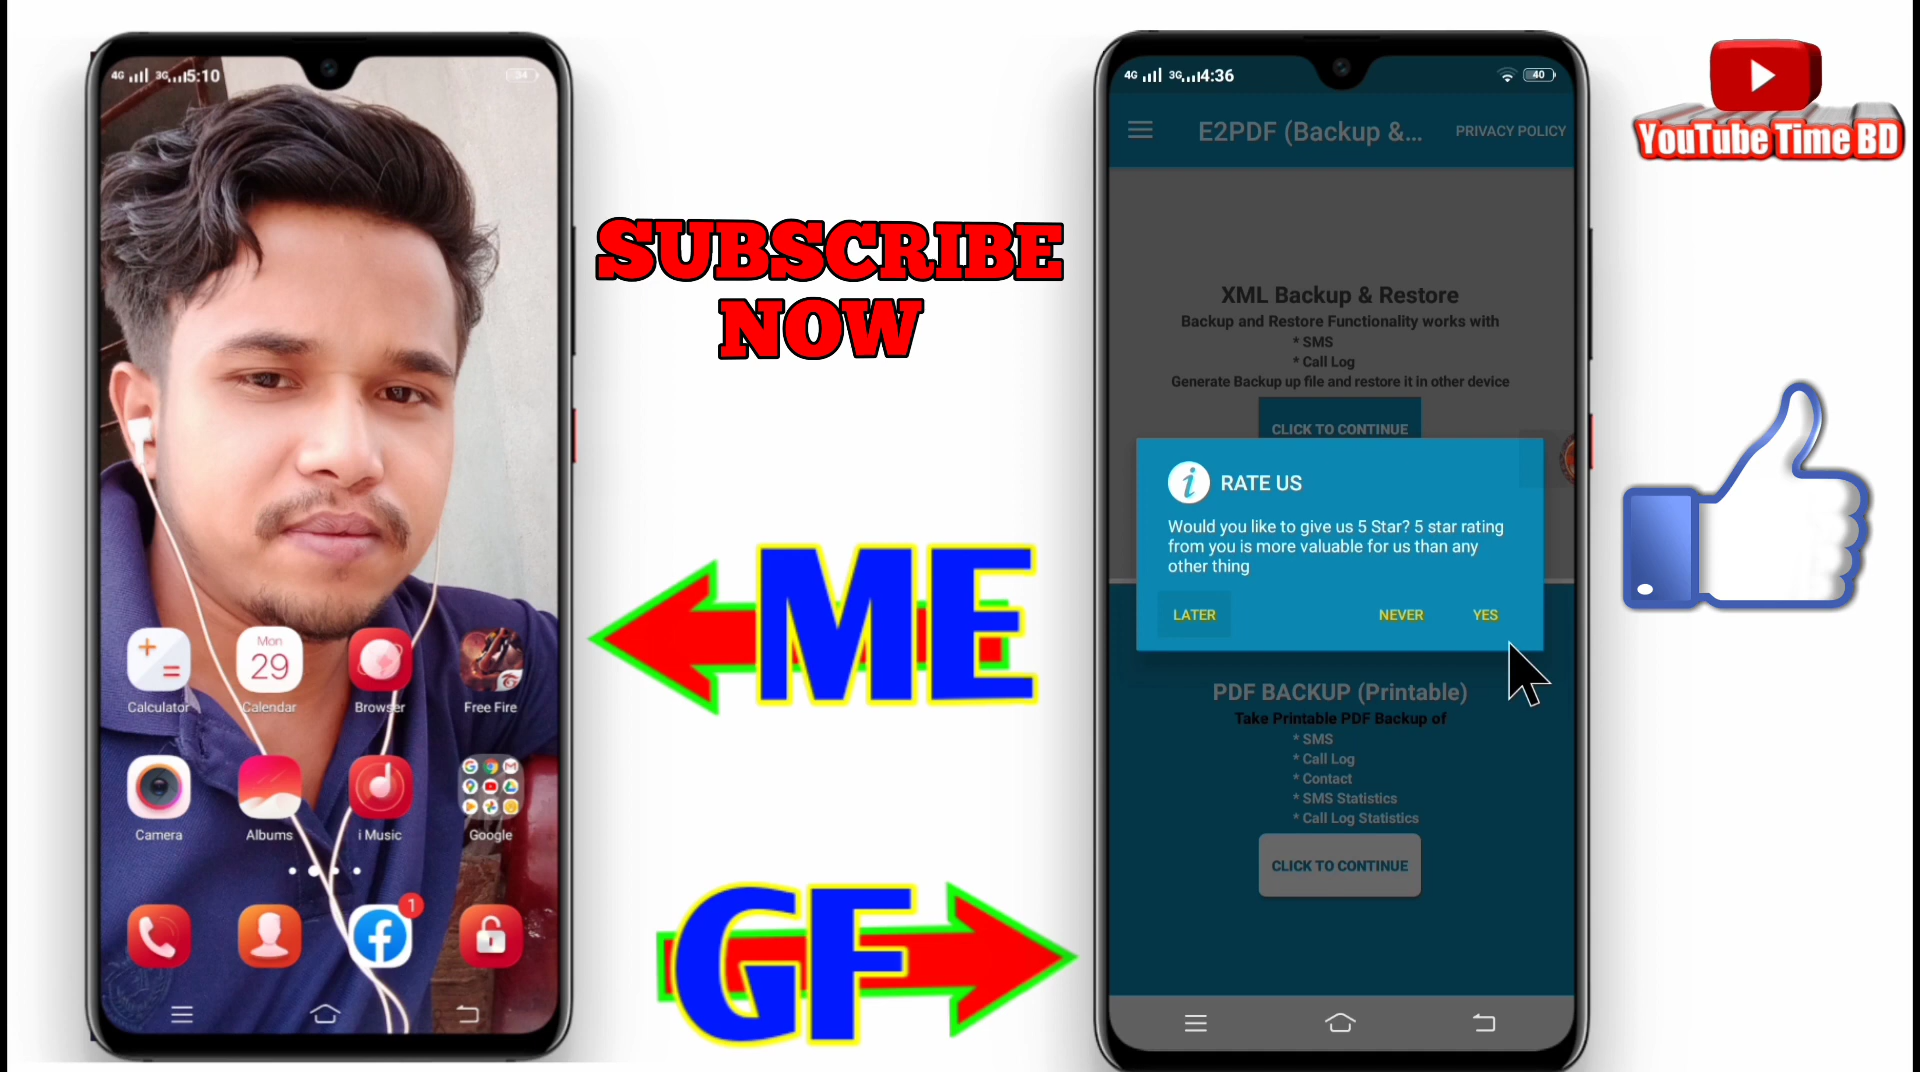 4G 3G 5:10 34
Calculator
Mon
29
Calendar
Browser
Free Fire
Camera
Albums
i Music
Google
1
SUBSCRIBE
NOW
ME
GF
4G 3G 4:36 40
E2PDF (Backup &... PRIVACY POLICY
XML Backup & Restore
Backup and Restore Functionality works with
* SMS
* Call Log
Generate Backup up file and restore it in other device
CLICK TO CONTINUE
i RATE US
Would you like to give us 5 Star? 5 star rating
from you is more valuable for us than any
other thing
LATER NEVER YES
PDF BACKUP (Printable)
Take Printable PDF Backup of
* SMS
* Call Log
* Contact
* SMS Statistics
* Call Log Statistics
CLICK TO CONTINUE
YouTube Time BD